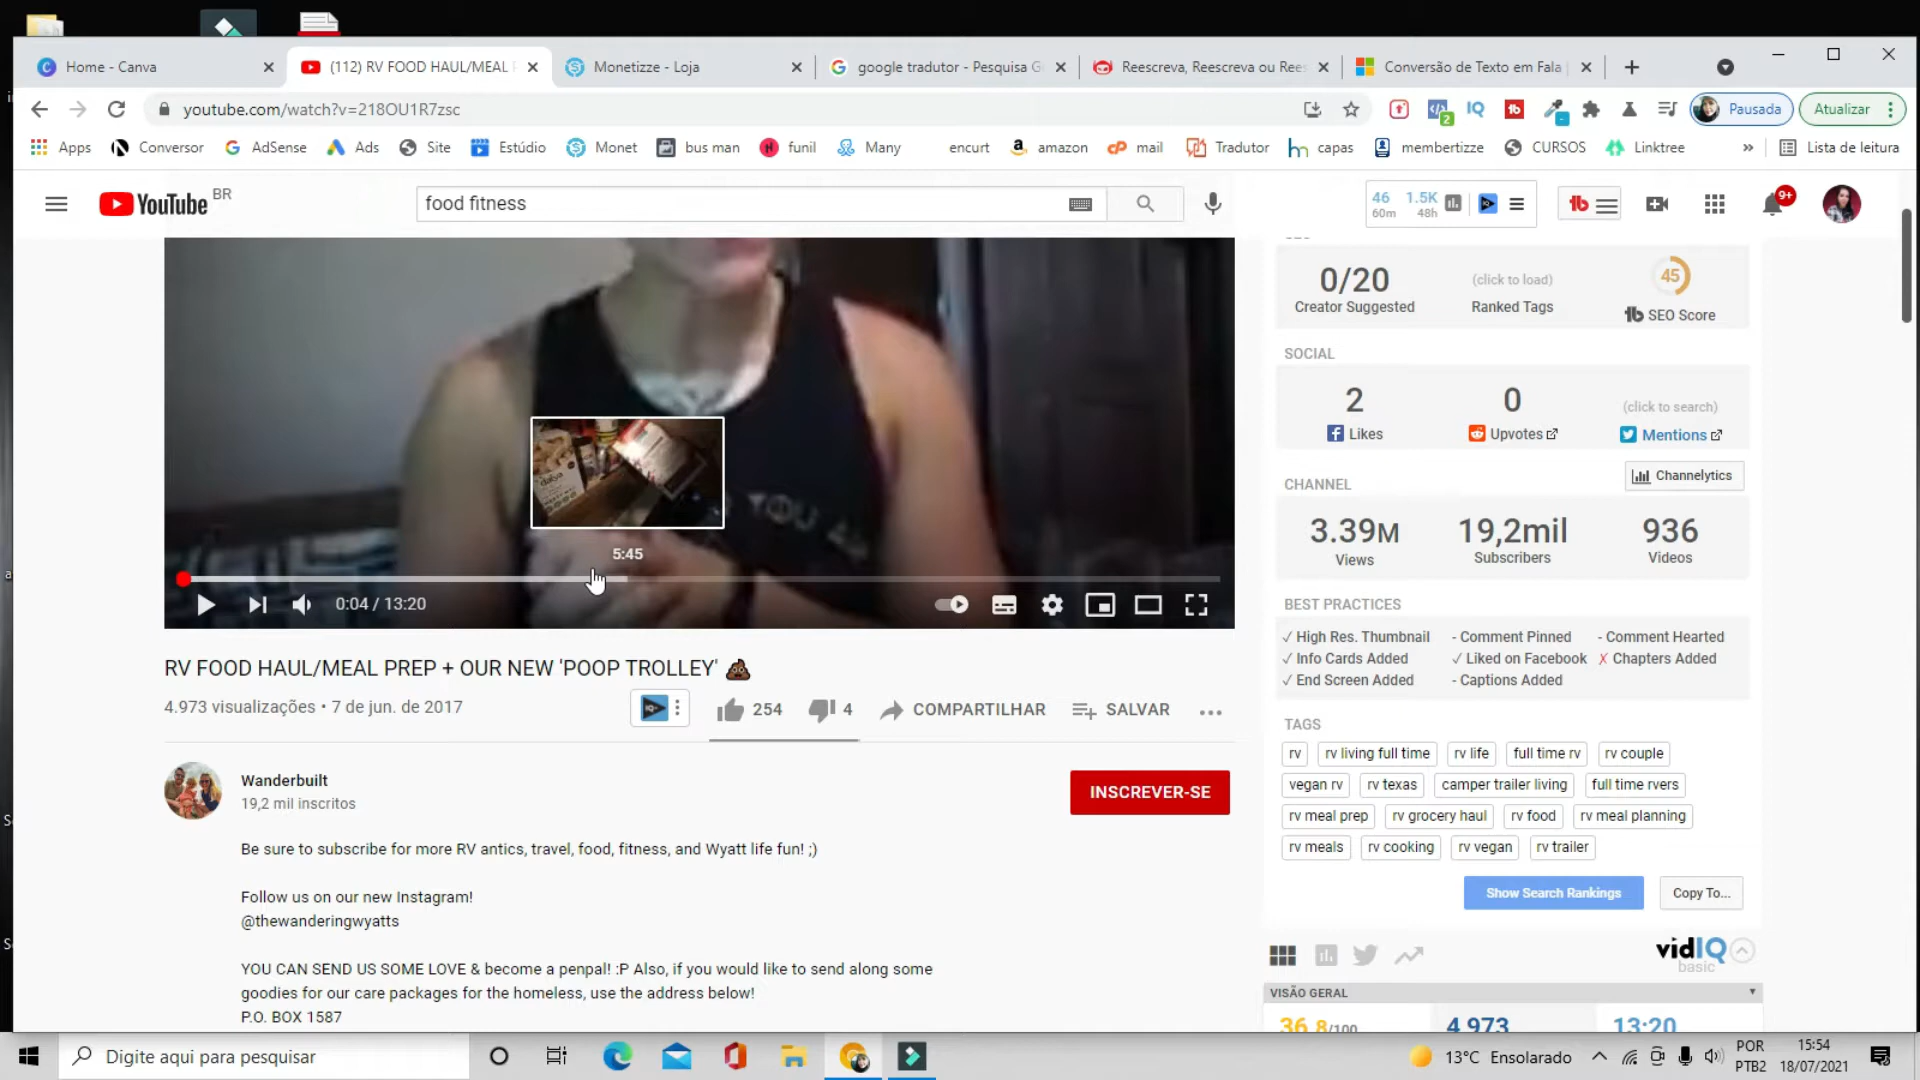 Home - Canva
(112) RV FOOD HAUL/MEAL P
Monetizze - Loja
google tradutor - Pesquisa G
Reescreva, Reescreva ou Rees
Conversão de Texto em Fala |
youtube.com/watch?v=218OU1R7zsc
2
IQ
Pausada
Atualizar
Apps
Conversor
AdSense
Ads
Site
Estúdio
Monet
bus man
funil
Many
encurt
amazon
mail
Tradutor
capas
membertizze
CURSOS
Linktree
»
Lista de leitura
YouTube BR
food fitness
46 1.5K
60m 48h
9+
0/20 (click to load) 45
Creator Suggested Ranked Tags SEO Score
SOCIAL
2 0 (click to search)
Likes Upvotes Mentions
CHANNEL Channelytics
3.39M 19,2mil 936
Views Subscribers Videos
BEST PRACTICES
✓ High Res. Thumbnail - Comment Pinned - Comment Hearted
✓ Info Cards Added ✓ Liked on Facebook ✗ Chapters Added
✓ End Screen Added - Captions Added
TAGS
rv rv living full time rv life full time rv rv couple
vegan rv rv texas camper trailer living full time rvers
rv meal prep rv grocery haul rv food rv meal planning
rv meals rv cooking rv vegan rv trailer
Show Search Rankings Copy To...
vidIQ
basic
VISÃO GERAL
36.8/100 4.973 13:20
YOU
daiya
5:45
0:04 / 13:20
RV FOOD HAUL/MEAL PREP + OUR NEW 'POOP TROLLEY' 💩
4.973 visualizações • 7 de jun. de 2017
254 4 COMPARTILHAR SALVAR ...
Wanderbuilt
19,2 mil inscritos
INSCREVER-SE
Be sure to subscribe for more RV antics, travel, food, fitness, and Wyatt life fun! ;)
Follow us on our new Instagram!
@thewanderingwyatts
YOU CAN SEND US SOME LOVE & become a penpal! :P Also, if you would like to send along some
goodies for our care packages for the homeless, use the address below!
P.O. BOX 1587
Digite aqui para pesquisar
13°C Ensolarado
POR
PTB2
15:54
18/07/2021